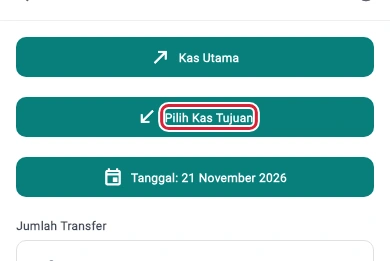 Kas Utama
Pilih Kas Tujuan
Tanggal: 21 November 2026
Jumlah Transfer